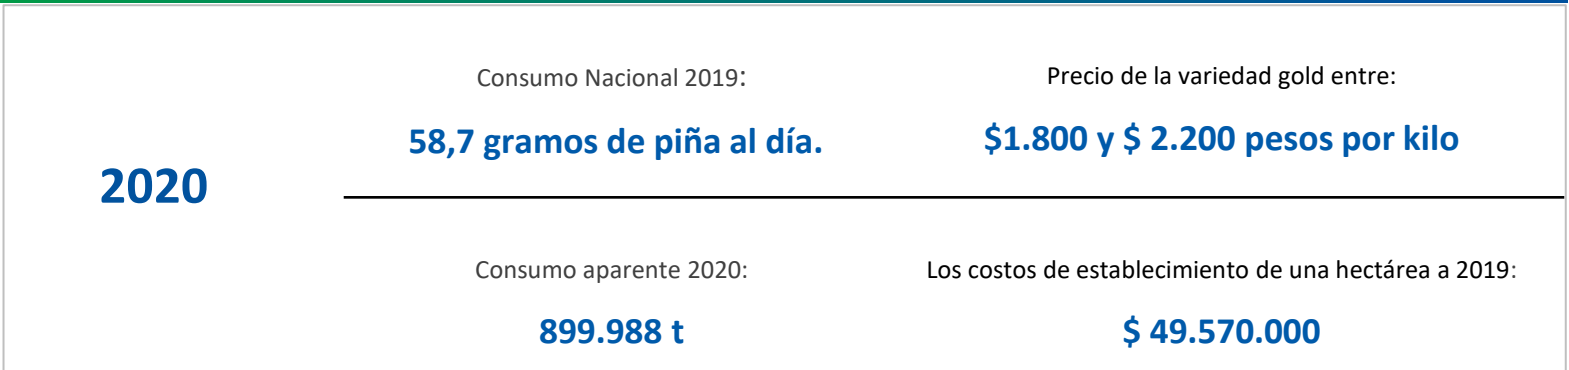 2020
Consumo Nacional 2019:
58,7 gramos de piña al día.
Precio de la variedad gold entre:
$1.800 y $ 2.200 pesos por kilo
Consumo aparente 2020:
899.988 t
Los costos de establecimiento de una hectárea a 2019:
$ 49.570.000